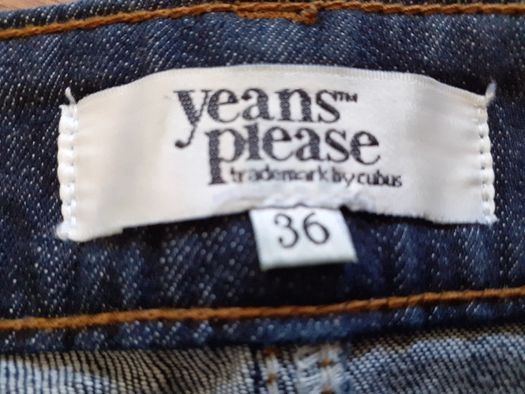 yeans™
please
trademark by cubus
36